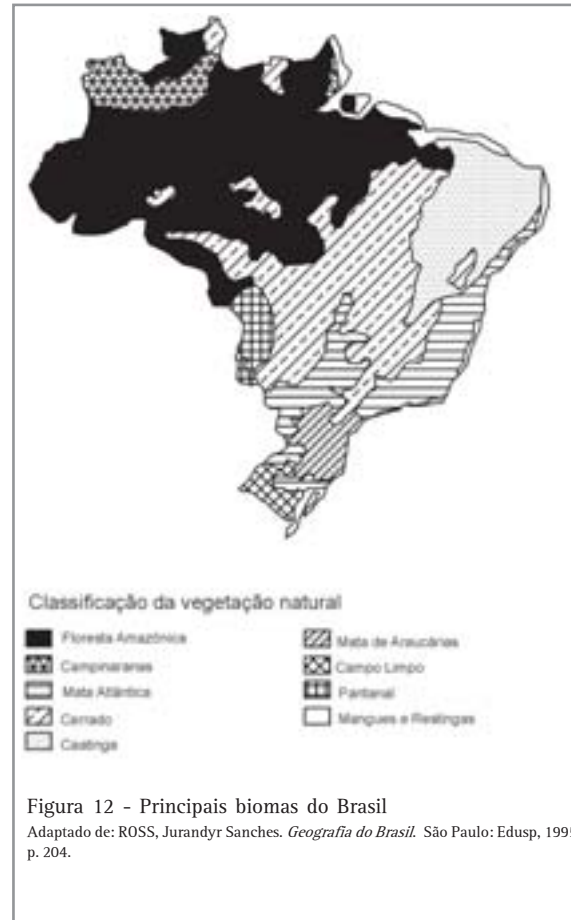 Classificação da vegetação natural
Floresta Amazônica
Campinaranas
Mata Atlântica
Cerrado
Caatinga
Mata de Araucárias
Campo Limpo
Pantanal
Mangues e Restingas
Figura 12 - Principais biomas do Brasil
Adaptado de: ROSS, Jurandyr Sanches. Geografia do Brasil. São Paulo: Edusp, 1995
p. 204.